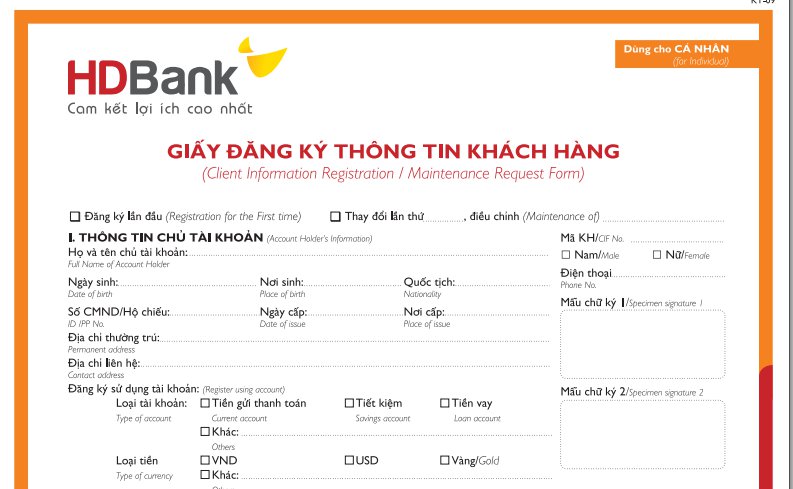 KT-09
HDBank
Cam kết lợi ích cao nhất
Dùng cho CÁ NHÂN
(for Individual)
GIẤY ĐĂNG KÝ THÔNG TIN KHÁCH HÀNG
(Client Information Registration / Maintenance Request Form)
Đăng ký lần đầu (Registration for the First time) Thay đổi lần thứ, điều chỉnh (Maintenance of)
I. THÔNG TIN CHỦ TÀI KHOẢN (Account Holder's Information) Mã KH/CIF No.
Họ và tên chủ tài khoản: Nam/Male Nữ/Female
Full Name of Account Holder
Điện thoại
Phone No.
Ngày sinh: Nơi sinh: Quốc tịch:
Date of birth Place of birth Nationality
Mẫu chữ ký 1/Specimen signature 1
Số CMND/Hộ chiếu: Ngày cấp: Nơi cấp:
ID /PP No. Date of issue Place of issue
Địa chỉ thường trú:
Permanent address
Địa chỉ liên hệ:
Contact address
Đăng ký sử dụng tài khoản: (Register using account) Mẫu chữ ký 2/Specimen signature 2
Loại tài khoản: Tiền gửi thanh toán Tiết kiệm Tiền vay
Type of account Current account Savings account Loan account
Khác:
Others
Loại tiền VND USD Vàng/Gold
Type of currency Khác:
Others